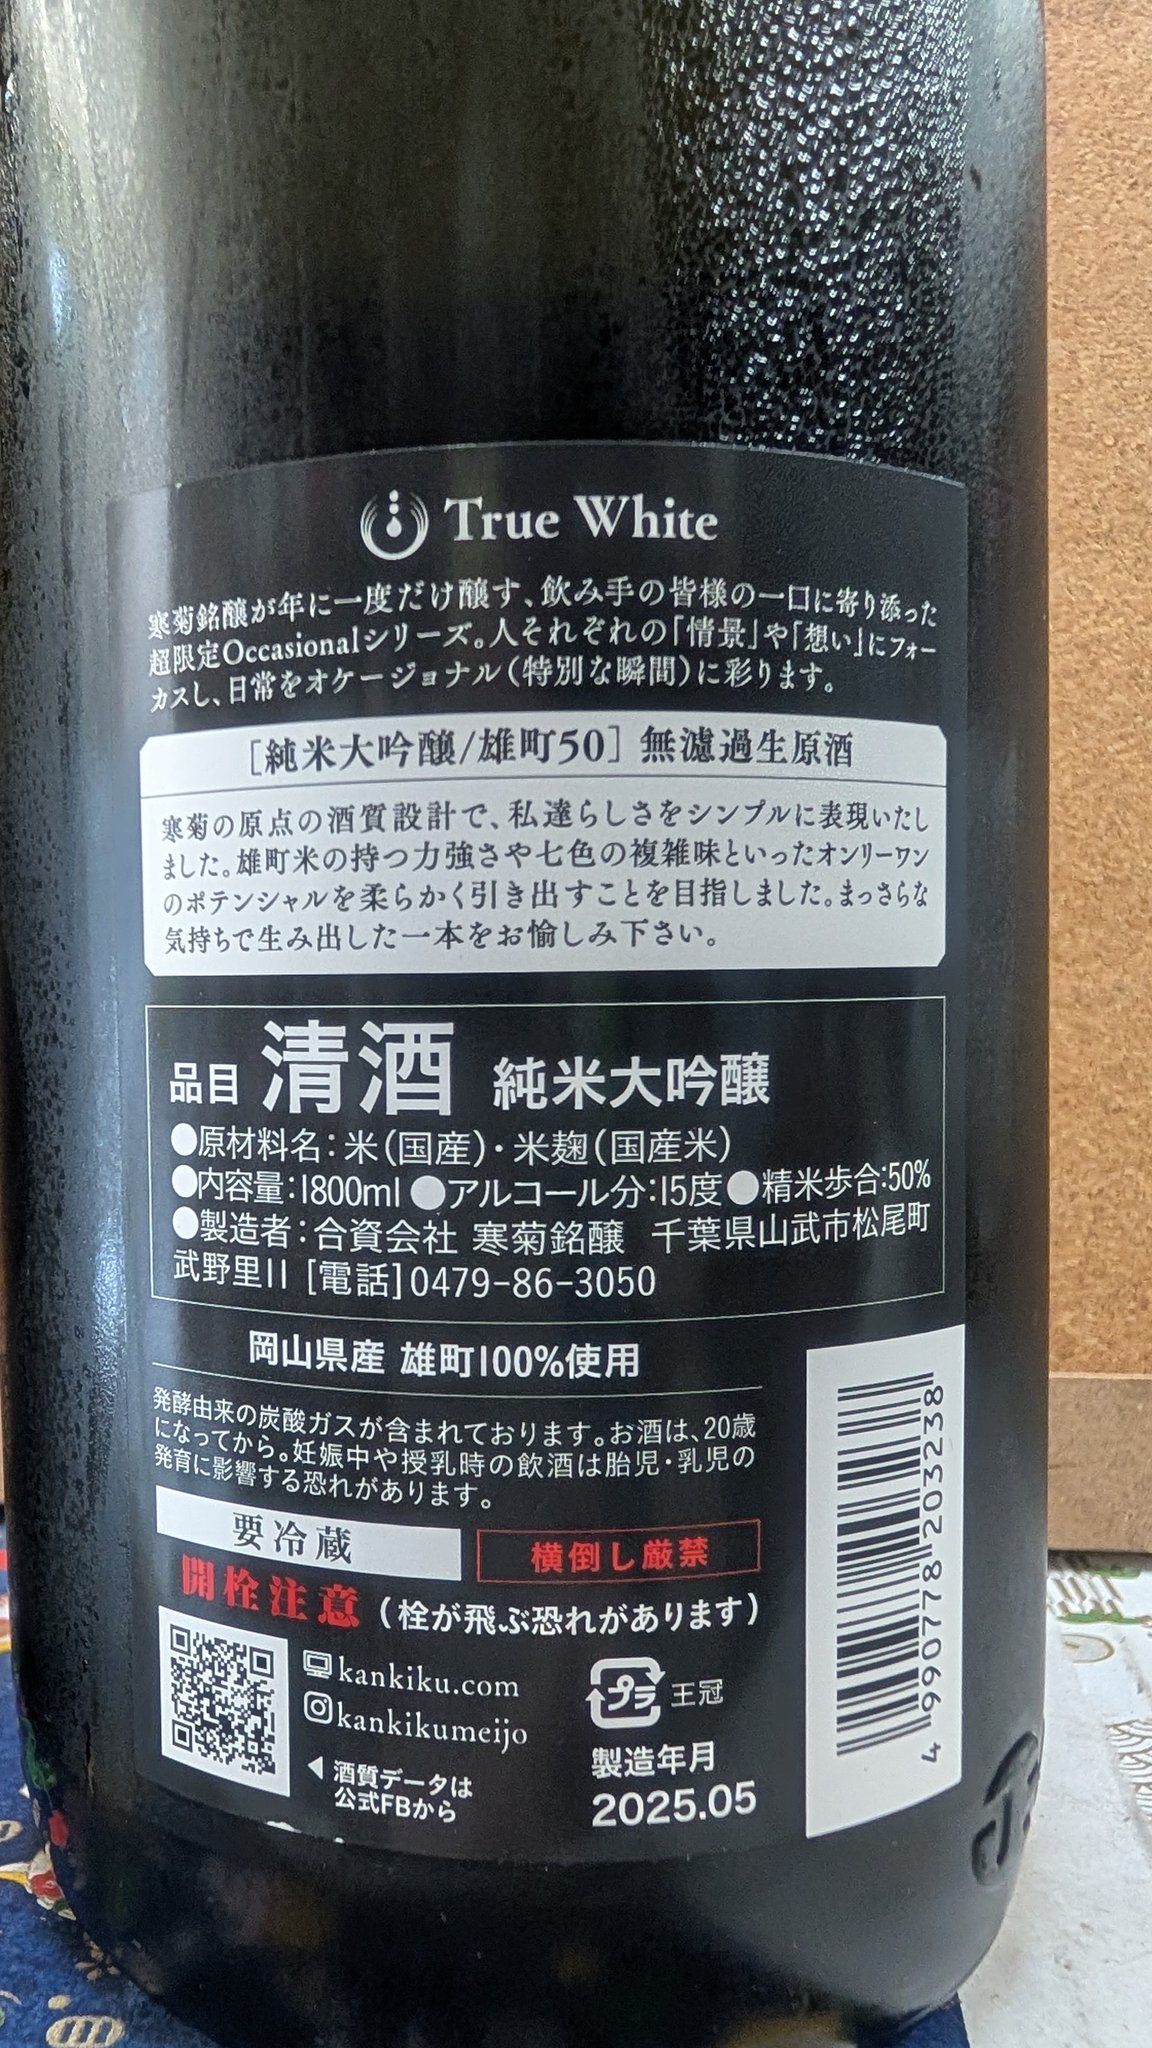 True White
寒菊銘醸が年に一度だけ醸す、飲み手の皆様の一口に寄り添った
超限定Occasionalシリーズ。人それぞれの「情景」や「想い」にフォー
カスし、日常をオケージョナル(特別な瞬間)に彩ります。
[純米大吟醸/雄町50] 無濾過生原酒
寒菊の原点の酒質設計で、私達らしさをシンプルに表現いたし
ました。雄町米の持つ力強さや七色の複雑味といったオンリーワン
のポテンシャルを柔らかく引き出すことを目指しました。まっさらな
気持ちで生み出した一本をお愉しみ下さい。
品目 清酒 純米大吟醸
●原材料名:米(国産)・米麹(国産米)
●内容量:1800ml ●アルコール分:15度 ●精米歩合:50%
●製造者:合資会社 寒菊銘醸 千葉県山武市松尾町
武野里11 [電話]0479-86-3050
岡山県産 雄町100%使用
発酵由来の炭酸ガスが含まれております。お酒は、20歳
になってから。妊娠中や授乳時の飲酒は胎児・乳児の
発育に影響する恐れがあります。
要冷蔵 横倒し厳禁
開栓注意 (栓が飛ぶ恐れがあります)
kankiku.com
kankikumeijo
◀ 酒質データは
公式FBから
プラ 王冠
製造年月
2025.05
4 990778 203238